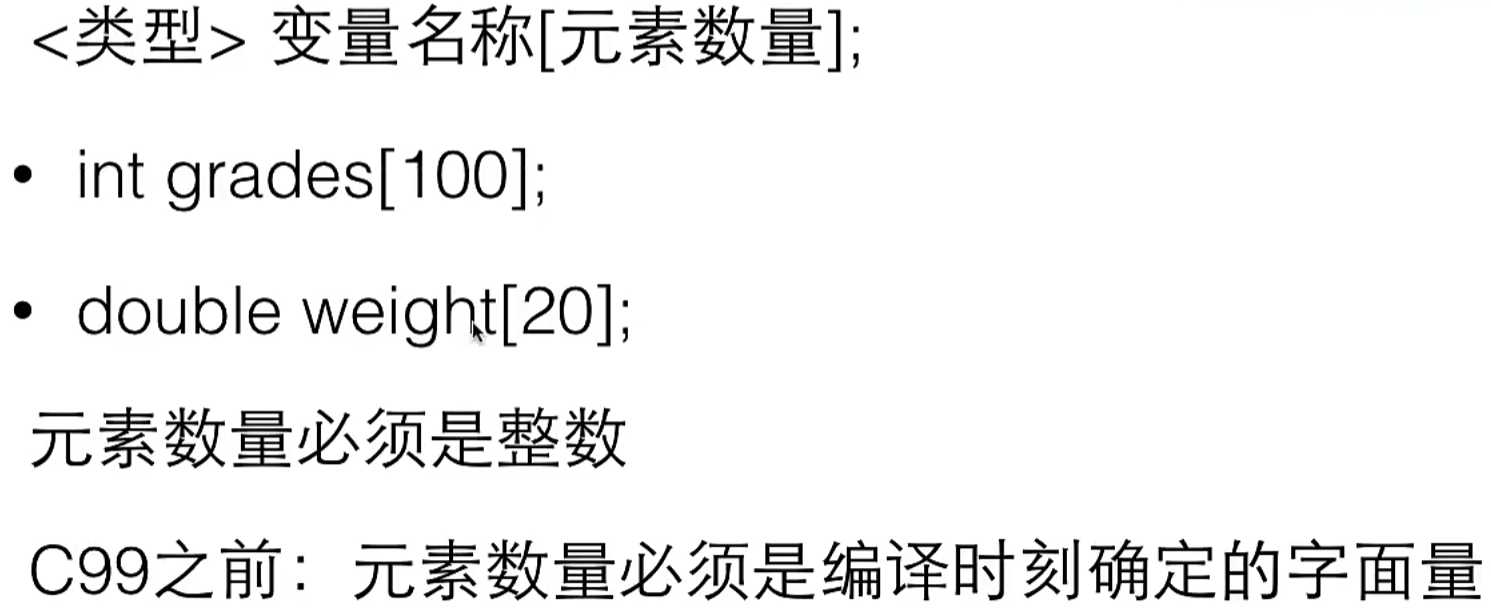 <类型> 变量名称[元素数量];
• int grades[100];
• double weight[20];
元素数量必须是整数
C99之前：元素数量必须是编译时刻确定的字面量